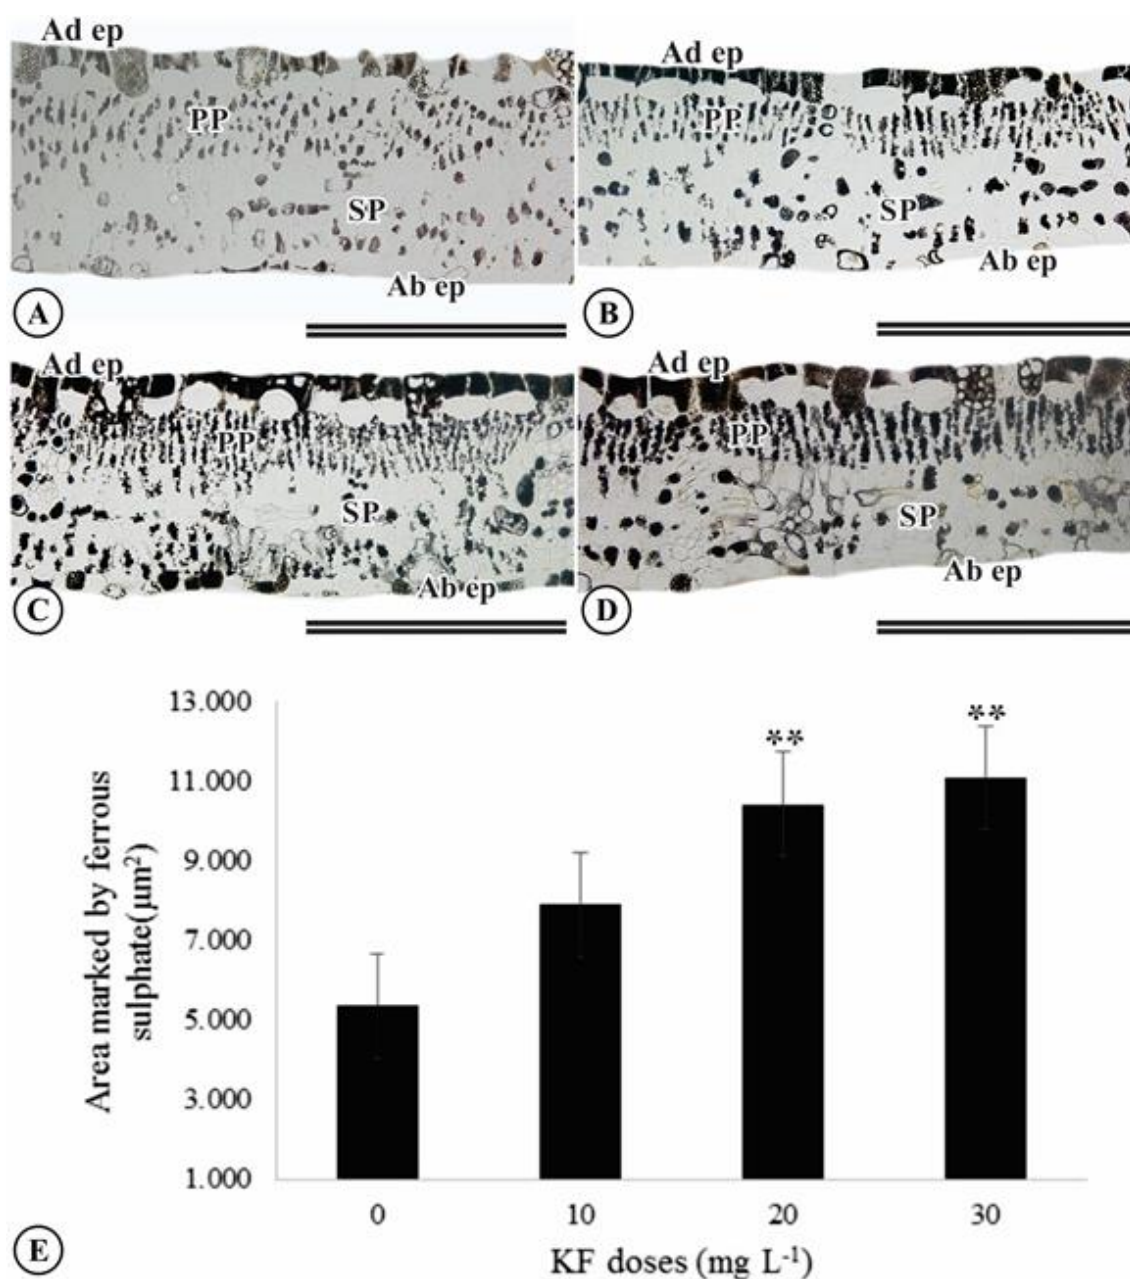 Ad ep
PP
SP
Ab ep
A
Ad ep
PP
SP
Ab ep
B
Ad ep
PP
SP
Ab ep
C
Ad ep
PP
SP
Ab ep
D
13.000
11.000
9.000
7.000
5.000
3.000
1.000
Area marked by ferrous
sulphate(µm²)
** **
0 10 20 30
KF doses (mg L⁻¹)
E